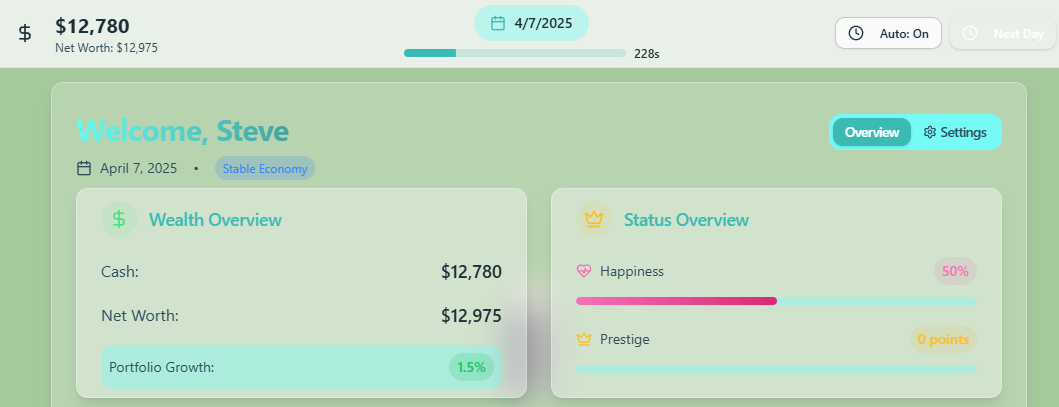 $12,780
Net Worth: $12,975
4/7/2025
228s
Auto: On
Next Day
Welcome, Steve
Overview
Settings
April 7, 2025 • Stable Economy
Wealth Overview
Cash: $12,780
Net Worth: $12,975
Portfolio Growth: 1.5%
Status Overview
Happiness 50%
Prestige 0 points